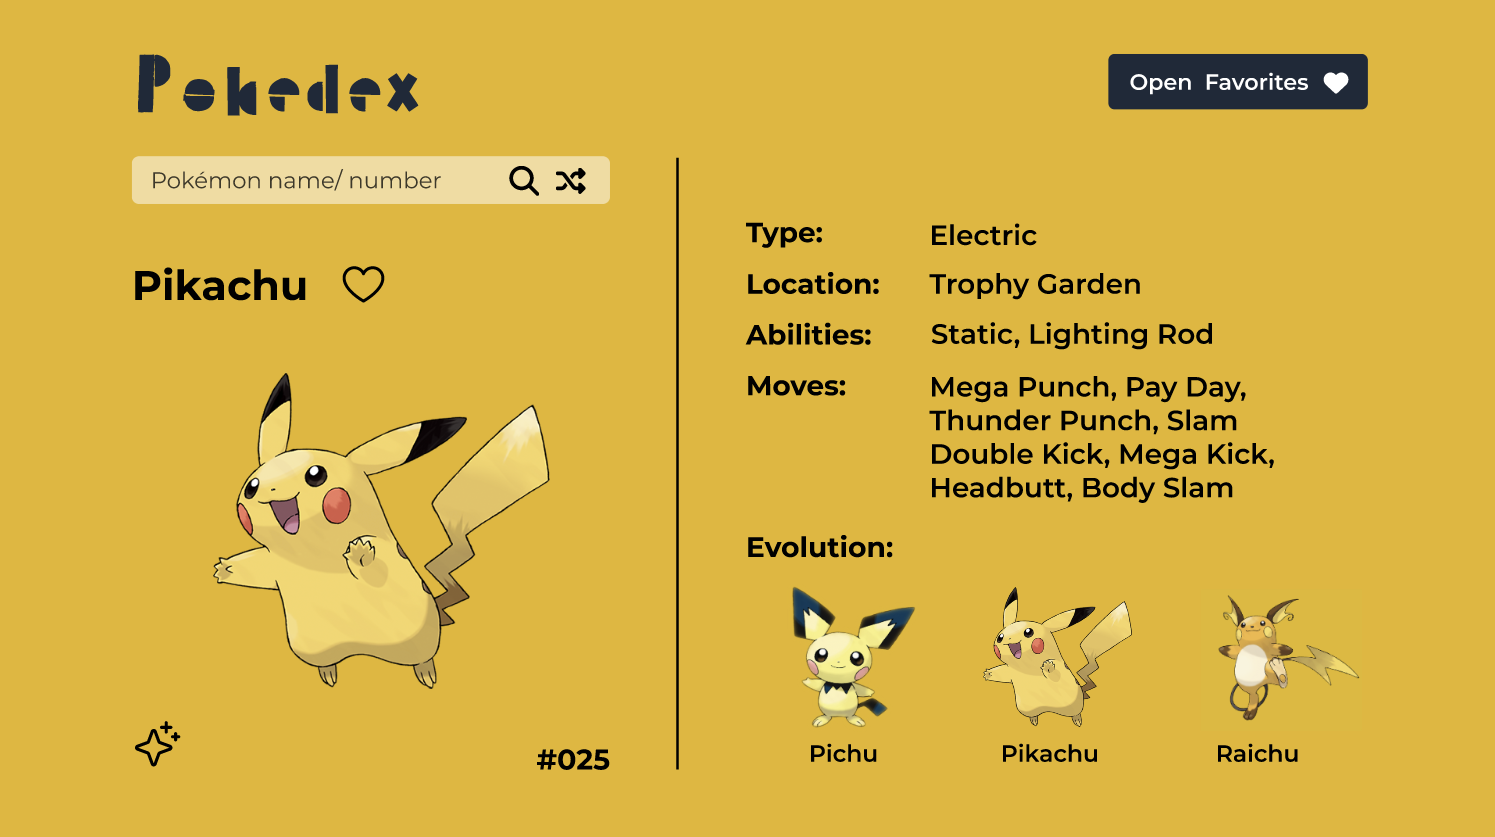 Pokedex
Open Favorites
Pokémon name/ number
Pikachu
#025
Type: Electric
Location: Trophy Garden
Abilities: Static, Lighting Rod
Moves: Mega Punch, Pay Day,
Thunder Punch, Slam
Double Kick, Mega Kick,
Headbutt, Body Slam
Evolution:
Pichu Pikachu Raichu